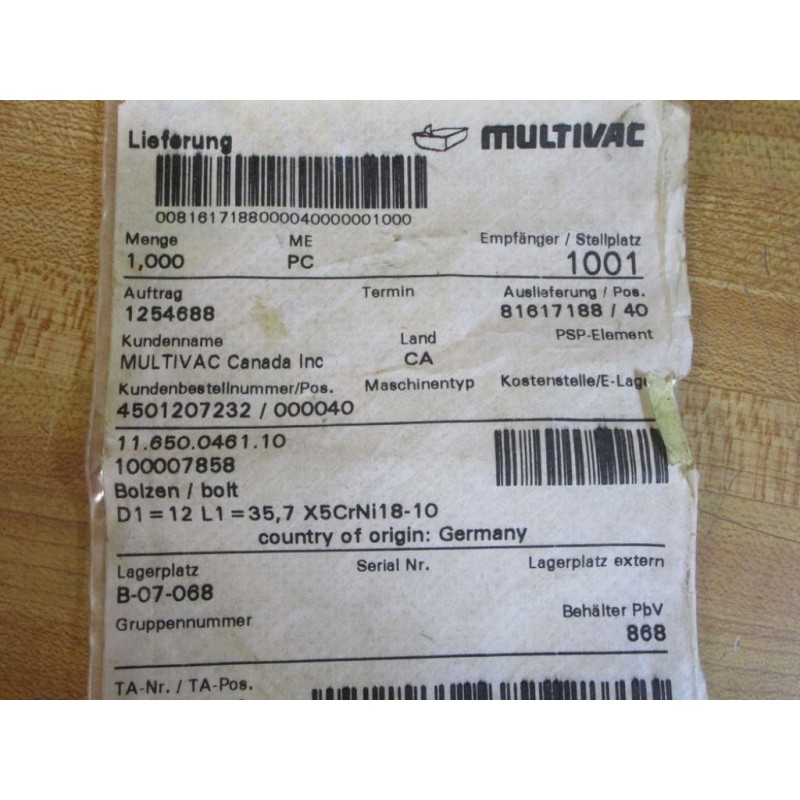 Lieferung MULTIVAC
0081617188000040000001000
Menge ME Empfänger / Stellplatz
1,000 PC 1001
Auftrag Termin Auslieferung / Pos.
1254688 81617188 / 40
Kundenname Land PSP-Element
MULTIVAC Canada Inc CA
Kundenbestellnummer/Pos. Maschinentyp Kostenstelle/E-Lage
4501207232 / 000040
11.650.0461.10
100007858
Bolzen / bolt
D1=12 L1=35,7 X5CrNi18-10
country of origin: Germany
Lagerplatz Serial Nr. Lagerplatz extern
B-07-068
Gruppennummer Behälter PbV
868
TA-Nr. / TA-Pos.